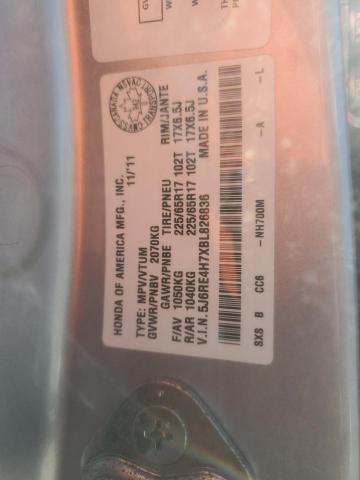 HONDA OF AMERICA MFG., INC.
11/'11
TYPE: MPV/VTUM
GVWR/PNBV 2070KG
GAWR/PNBE TIRE/PNEU RIM/JANTE
F/AV 1050KG 225/65R17 102T 17X6.5J
R/AR 1040KG 225/65R17 102T 17X6.5J
V.I.N. 5J6RE4H7XBL826836 MADE IN U.S.A.
SXS B CC6
-NH700M -A -L